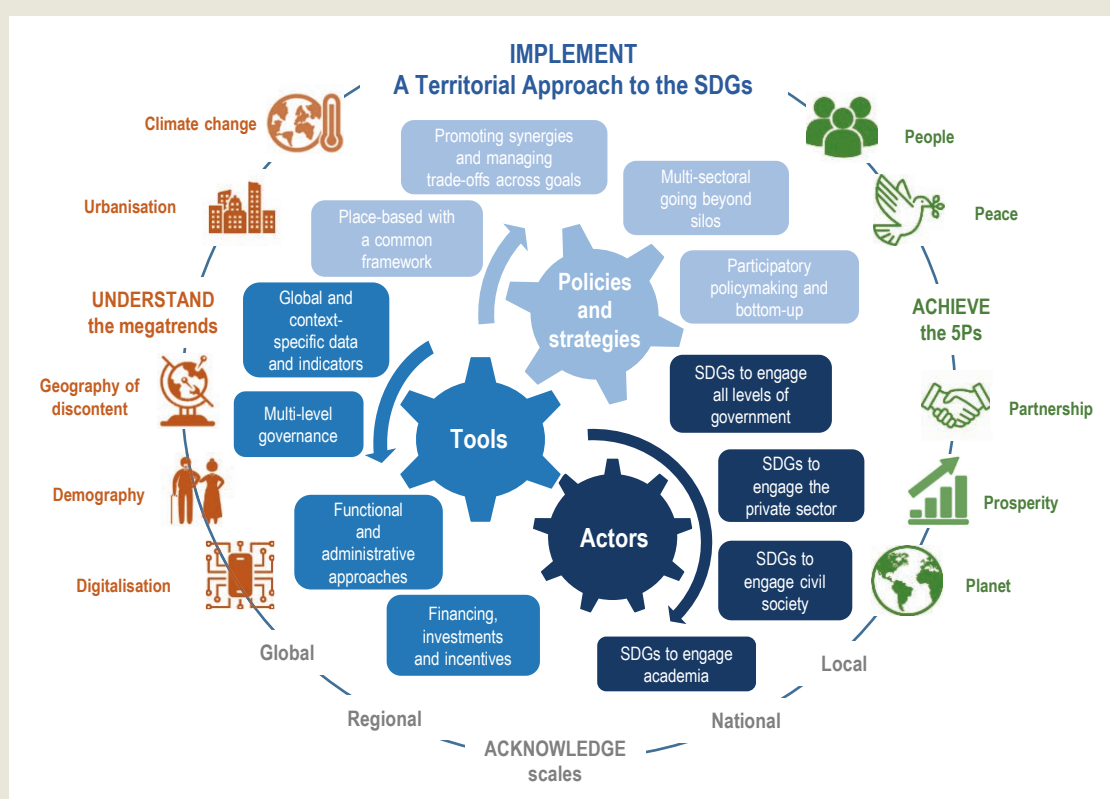 IMPLEMENT
A Territorial Approach to the SDGs
Climate change
Urbanisation
UNDERSTAND
the megatrends
Geography of
discontent
Demography
Digitalisation
Promoting synergies
and managing
trade-offs across goals
Multi-sectoral
going beyond
silos
Place-based with
a common
framework
Participatory
policymaking and
bottom-up
Policies
and
strategies
Global and
context-
specific data
and indicators
Multi-level
governance
Tools
Functional
and
administrative
approaches
Financing,
investments
and incentives
SDGs to engage
all levels of
government
SDGs to
engage the
private sector
Actors
SDGs to
engage civil
society
SDGs to engage
academia
People
Peace
ACHIEVE
the 5Ps
Partnership
Prosperity
Planet
Global
Regional
ACKNOWLEDGE
scales
National
Local